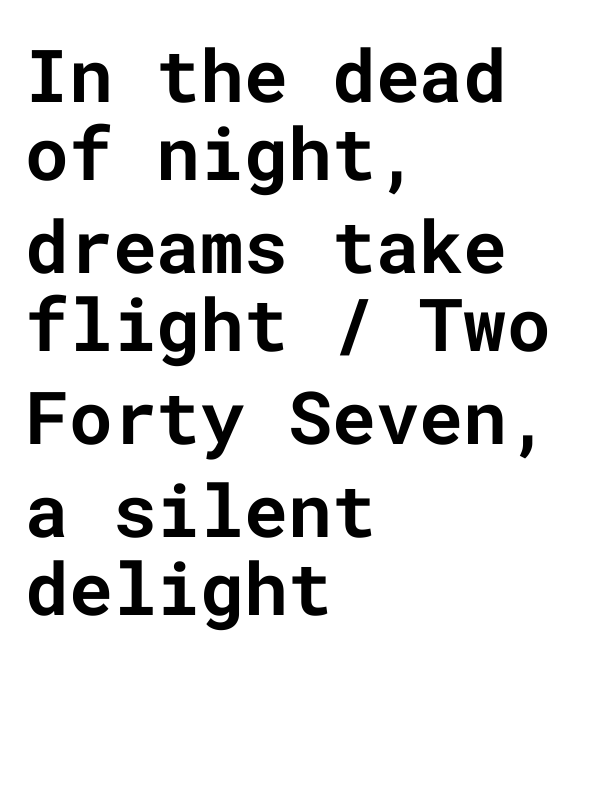 In the dead
of night,
dreams take
flight / Two
Forty Seven,
a silent
delight